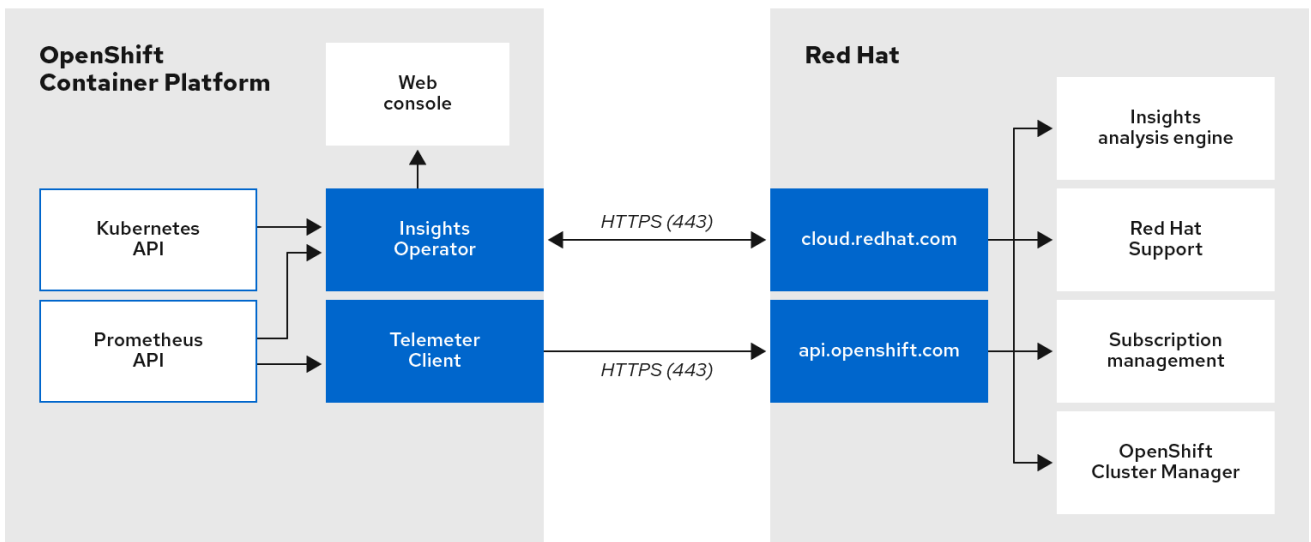 OpenShift
Container Platform
Web
console
Kubernetes
API
Insights
Operator
Prometheus
API
Telemeter
Client
HTTPS (443)
HTTPS (443)
Red Hat
cloud.redhat.com
api.openshift.com
Insights
analysis engine
Red Hat
Support
Subscription
management
OpenShift
Cluster Manager